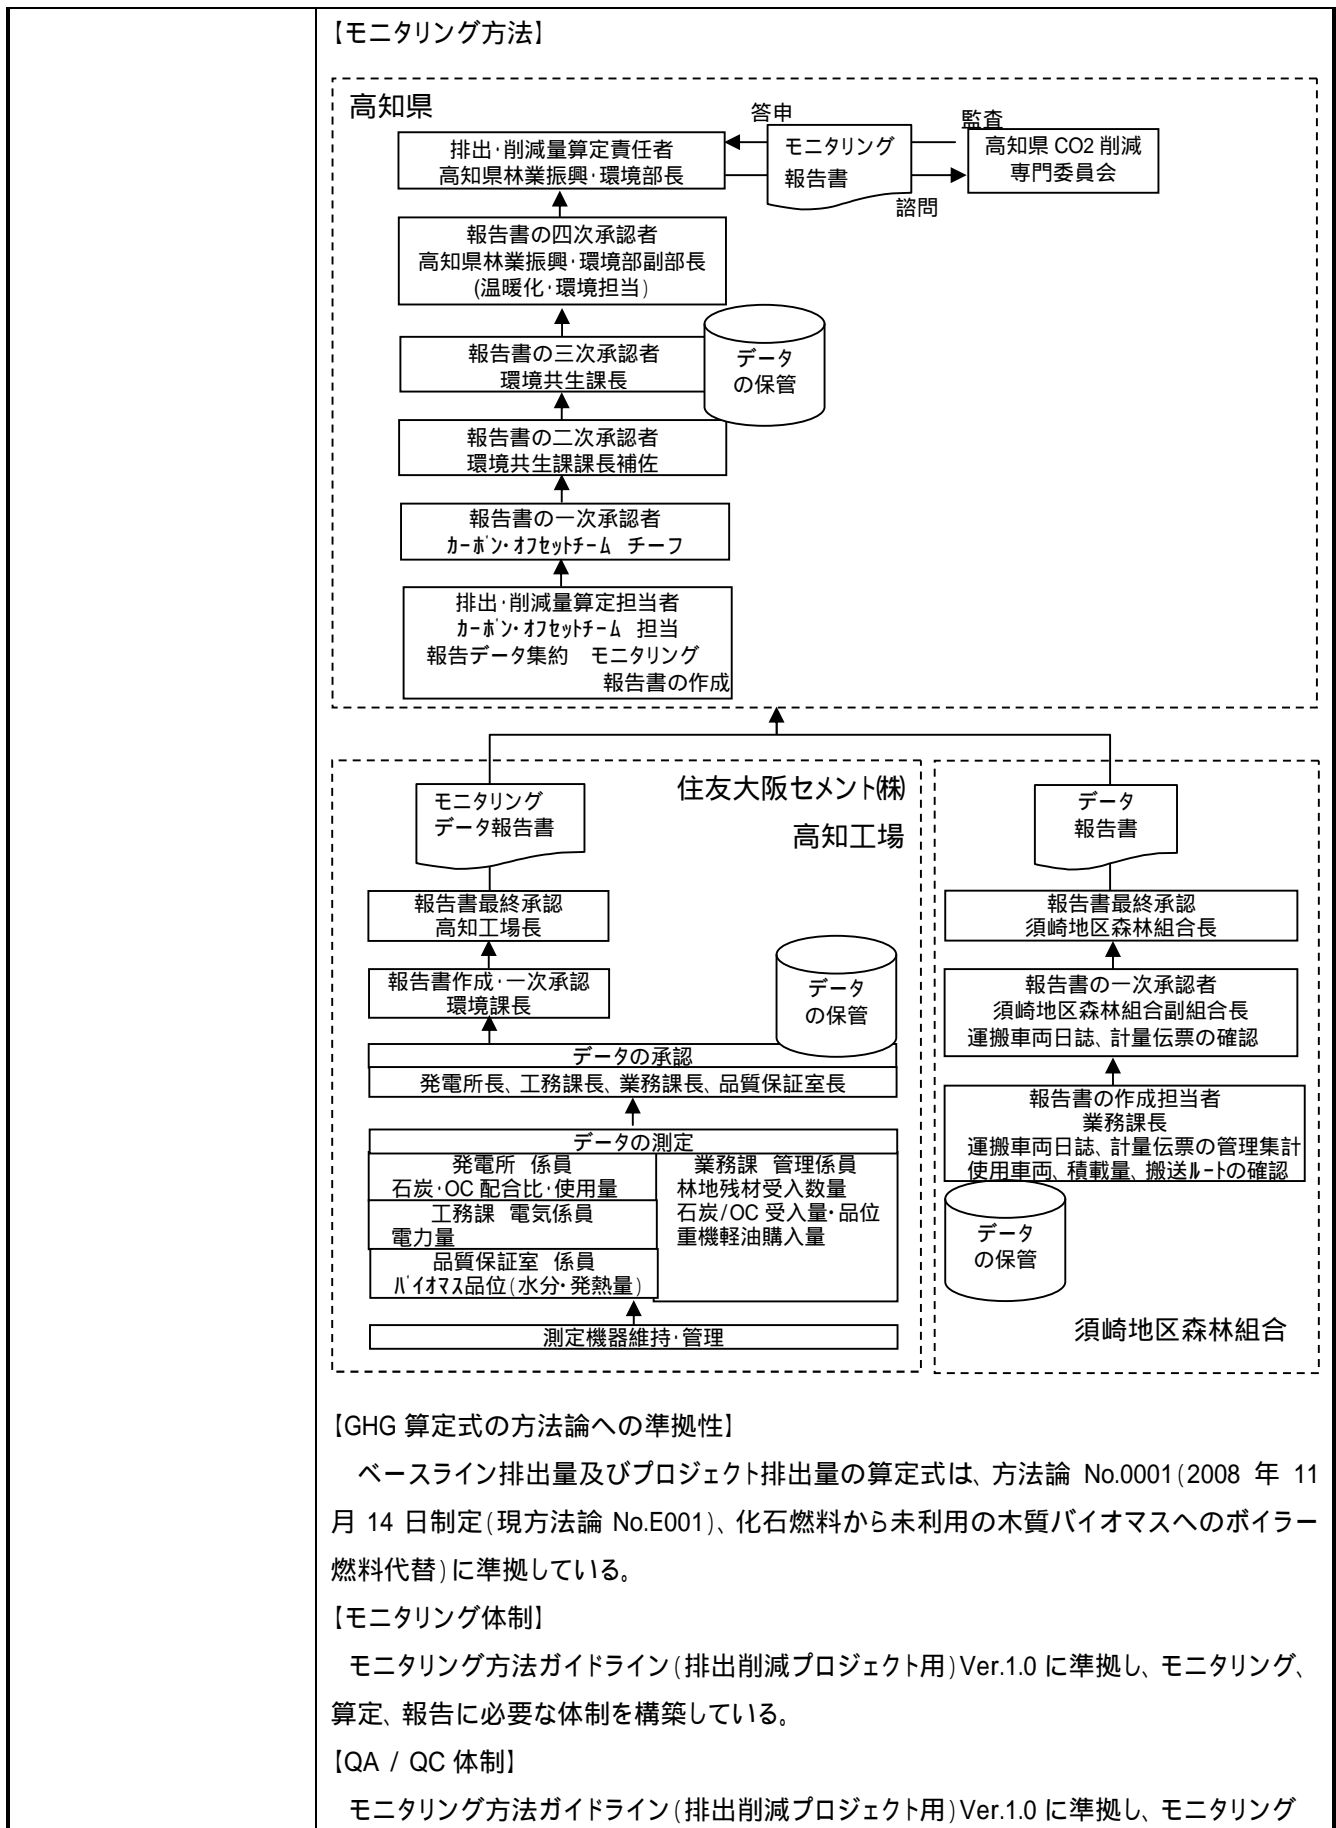 【モニタリング方法】
高知県
答申
監査
排出・削減量算定責任者
高知県林業振興・環境部長
モニタリング
報告書
高知県 CO2 削減
専門委員会
諮問
報告書の四次承認者
高知県林業振興・環境部副部長
(温暖化・環境担当)
報告書の三次承認者
環境共生課長
データ
の保管
報告書の二次承認者
環境共生課課長補佐
報告書の一次承認者
ｶｰﾎﾞﾝ・ｵﾌｾｯﾄﾁｰﾑ チーフ
排出・削減量算定担当者
ｶｰﾎﾞﾝ・ｵﾌｾｯﾄﾁｰﾑ 担当
報告データ集約 モニタリング
報告書の作成
住友大阪セメント㈱
高知工場
モニタリング
データ報告書
報告書最終承認
高知工場長
報告書作成・一次承認
環境課長
データ
の保管
データの承認
発電所長、工務課長、業務課長、品質保証室長
データの測定
発電所 係員
石炭・OC 配合比・使用量
工務課 電気係員
電力量
品質保証室 係員
ﾊﾞｲｵﾏｽ品位(水分・発熱量)
業務課 管理係員
林地残材受入数量
石炭/OC 受入量・品位
重機軽油購入量
測定機器維持・管理
データ
報告書
報告書最終承認
須崎地区森林組合長
報告書の一次承認者
須崎地区森林組合副組合長
運搬車両日誌、計量伝票の確認
報告書の作成担当者
業務課長
運搬車両日誌、計量伝票の管理集計
使用車両、積載量、搬送ﾙｰﾄの確認
データ
の保管
須崎地区森林組合
【GHG 算定式の方法論への準拠性】
ベースライン排出量及びプロジェクト排出量の算定式は、方法論 No.0001(2008 年 11
月 14 日制定(現方法論 No.E001)、化石燃料から未利用の木質バイオマスへのボイラー
燃料代替)に準拠している。
【モニタリング体制】
モニタリング方法ガイドライン(排出削減プロジェクト用)Ver.1.0 に準拠し、モニタリング、
算定、報告に必要な体制を構築している。
【QA / QC 体制】
モニタリング方法ガイドライン(排出削減プロジェクト用)Ver.1.0 に準拠し、モニタリング